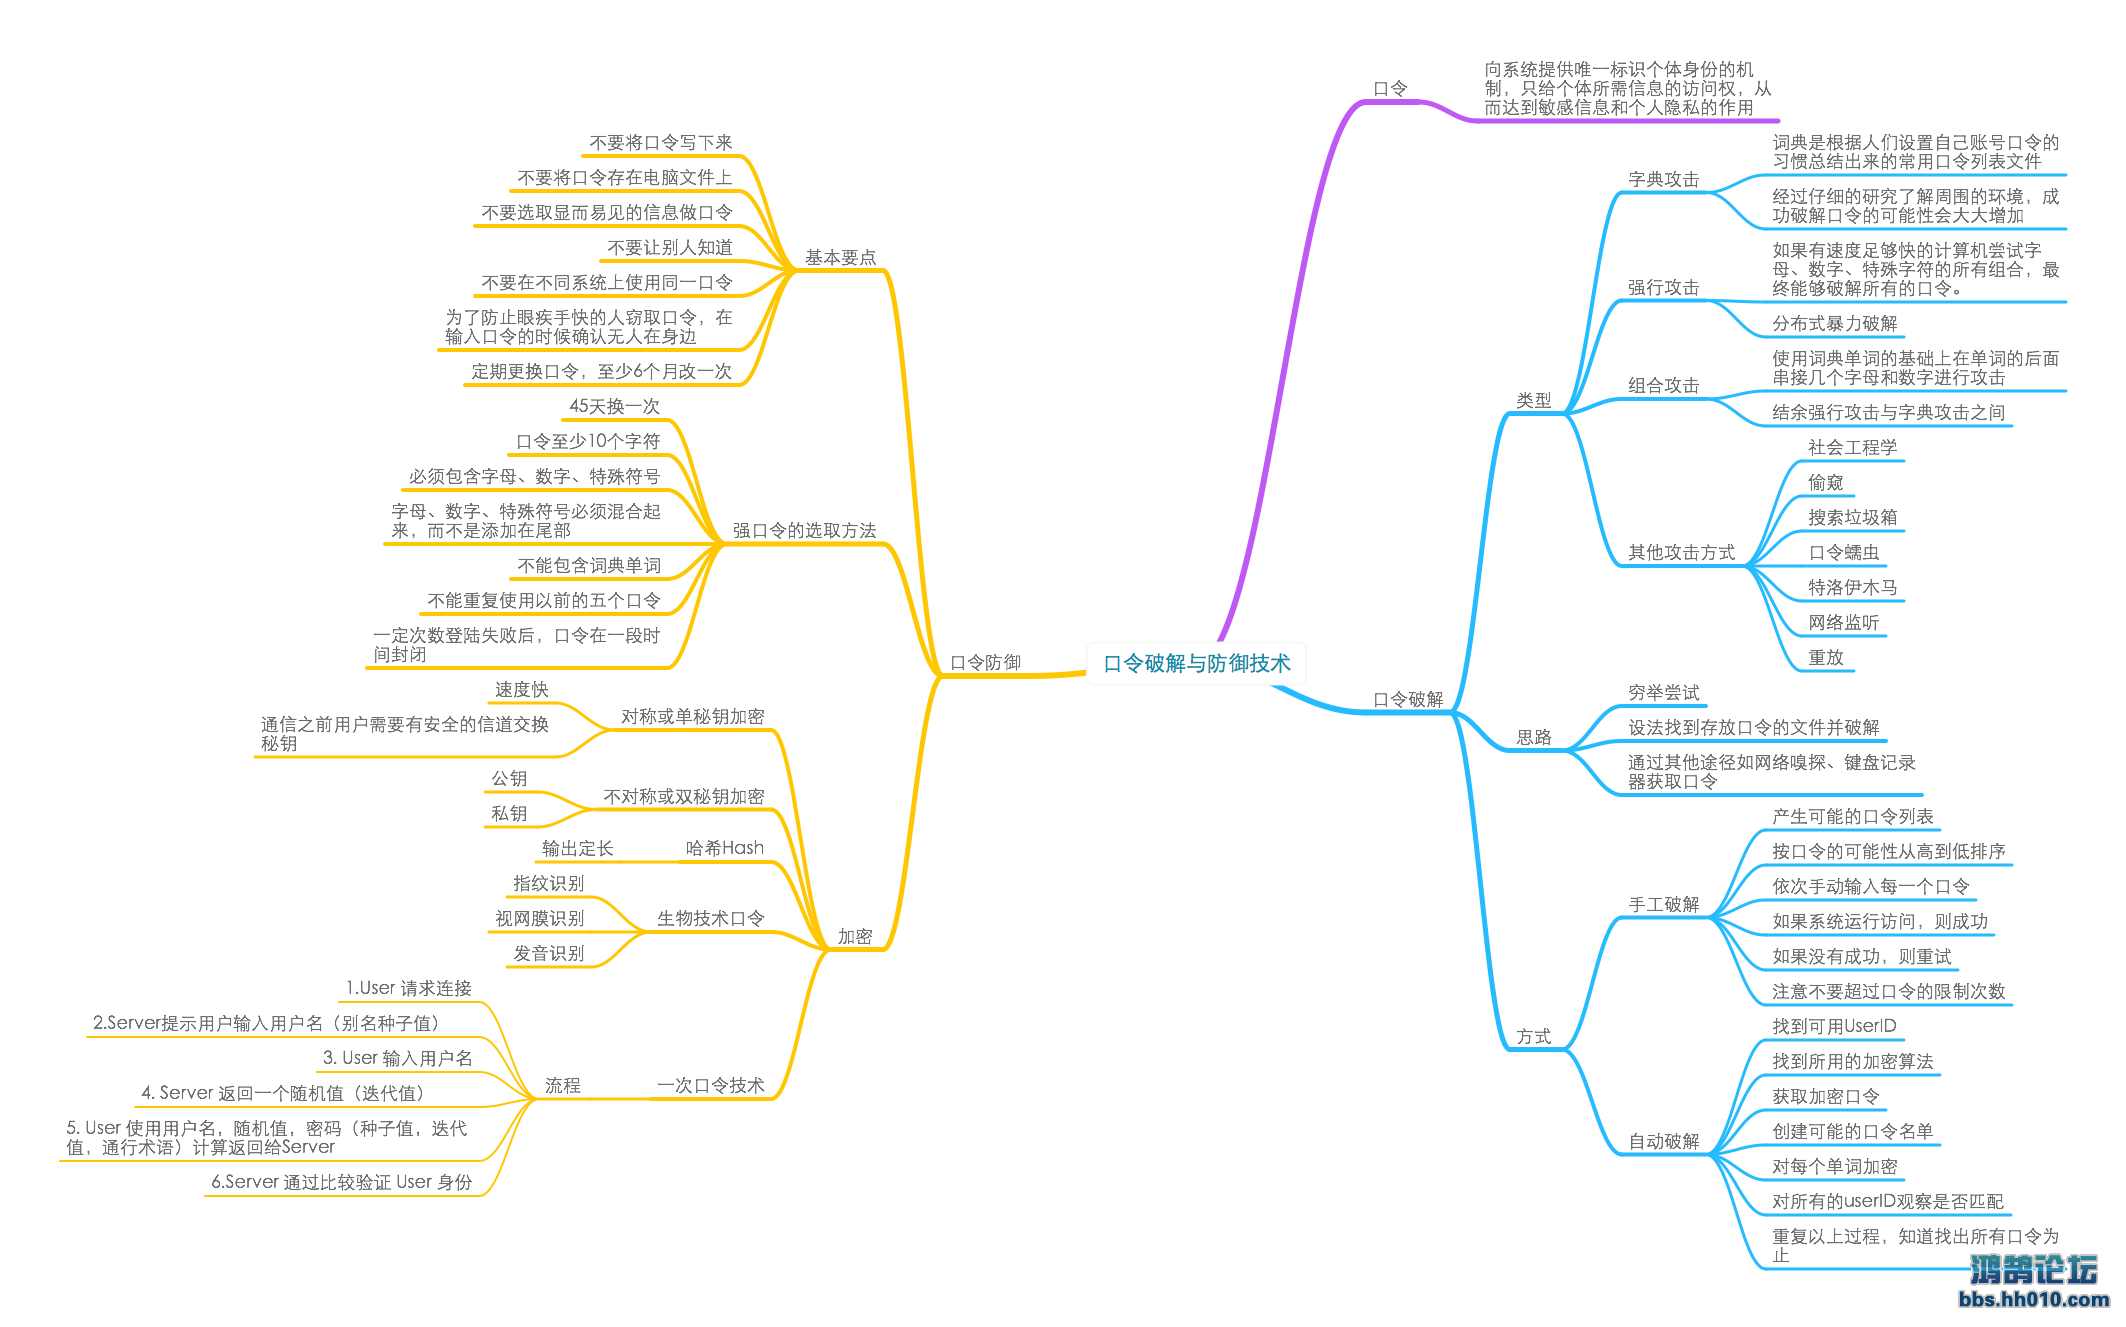 口令破解与防御技术
口令
向系统提供唯一标识个体身份的机
制，只给个体所需信息的访问权，从
而达到敏感信息和个人隐私的作用
口令破解
类型
字典攻击
词典是根据人们设置自己账号口令的
习惯总结出来的常用口令列表文件
经过仔细的研究了解周围的环境，成
功破解口令的可能性会大大增加
强行攻击
如果有速度足够快的计算机尝试字
母、数字、特殊字符的所有组合，最
终能够破解所有的口令。
分布式暴力破解
组合攻击
使用词典单词的基础上在单词的后面
串接几个字母和数字进行攻击
结余强行攻击与字典攻击之间
其他攻击方式
社会工程学
偷窥
搜索垃圾箱
口令蠕虫
特洛伊木马
网络监听
重放
思路
穷举尝试
设法找到存放口令的文件并破解
通过其他途径如网络嗅探、键盘记录
器获取口令
方式
手工破解
产生可能的口令列表
按口令的可能性从高到低排序
依次手动输入每一个口令
如果系统运行访问，则成功
如果没有成功，则重试
注意不要超过口令的限制次数
自动破解
找到可用UserID
找到所用的加密算法
获取加密口令
创建可能的口令名单
对每个单词加密
对所有的userID观察是否匹配
重复以上过程，知道找出所有口令为
止
口令防御
基本要点
不要将口令写下来
不要将口令存在电脑文件上
不要选取显而易见的信息做口令
不要让别人知道
不要在不同系统上使用同一口令
为了防止眼疾手快的人窃取口令，在
输入口令的时候确认无人在身边
定期更换口令，至少6个月改一次
强口令的选取方法
45天换一次
口令至少10个字符
必须包含字母、数字、特殊符号
字母、数字、特殊符号必须混合起
来，而不是添加在尾部
不能包含词典单词
不能重复使用以前的五个口令
一定次数登陆失败后，口令在一段时
间封闭
加密
对称或单秘钥加密
速度快
通信之前用户需要有安全的信道交换
秘钥
不对称或双秘钥加密
公钥
私钥
哈希Hash
输出定长
生物技术口令
指纹识别
视网膜识别
发音识别
一次口令技术
流程
1.User 请求连接
2.Server提示用户输入用户名（别名种子值）
3. User 输入用户名
4. Server 返回一个随机值（迭代值）
5. User 使用用户名，随机值，密码（种子值，迭代
值，通行术语）计算返回给Server
6.Server 通过比较验证 User 身份
鸿鹄论坛
bbs.hh010.com